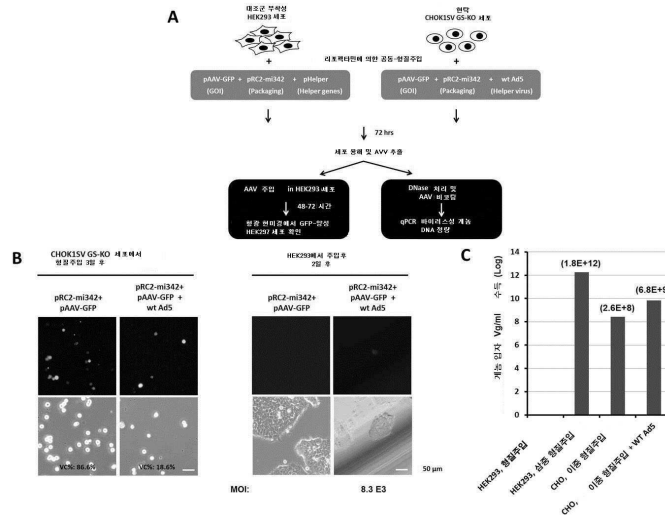 A
대조군 부착성
HEK293 세포
현탁
CHOK1SV GS-KO 세포
+
리포펙타민에 의한 공동-형질주입
+
pAAV-GFP + pRC2-mi342 + pHelper
(GOI) (Packaging) (Helper genes)
pAAV-GFP + pRC2-mi342 + wt Ad5
(GOI) (Packaging) (Helper virus)
72 hrs
세포 용해 및 AVV 추출
AAV 주입 in HEK293 세포
48-72 시간
형광 현미경에서 GFP-발성
HEK297 세포 확인
DNase 처리 및
AAV 비코딩
qPCR 바이러스성 게놈
DNA 정량
B
CHOK1SV GS-KO 세포에서
형질주입 3일 후
pRC2-mi342+
pAAV-GFP
pRC2-mi342+
pAAV-GFP +
wt Ad5
VC%: 86.6%
VC%: 18.6%
HEK293에서 주입후
2일 후
pRC2-mi342+
pAAV-GFP
pRC2-mi342+
pAAV-GFP +
wt Ad5
50 μm
MOI: 8.3 E3
C
게놈 입자 Vg/ml 수득 (Log)
16
14
12
10
8
6
4
2
0
(1.8E+12)
(2.6E+8)
(6.8E+9
HEK293, 형질주입
HEK293, 삼중 형질주입
CHO, 이중 형질주입
CHO, 이중 형질주입 + WT Ad5